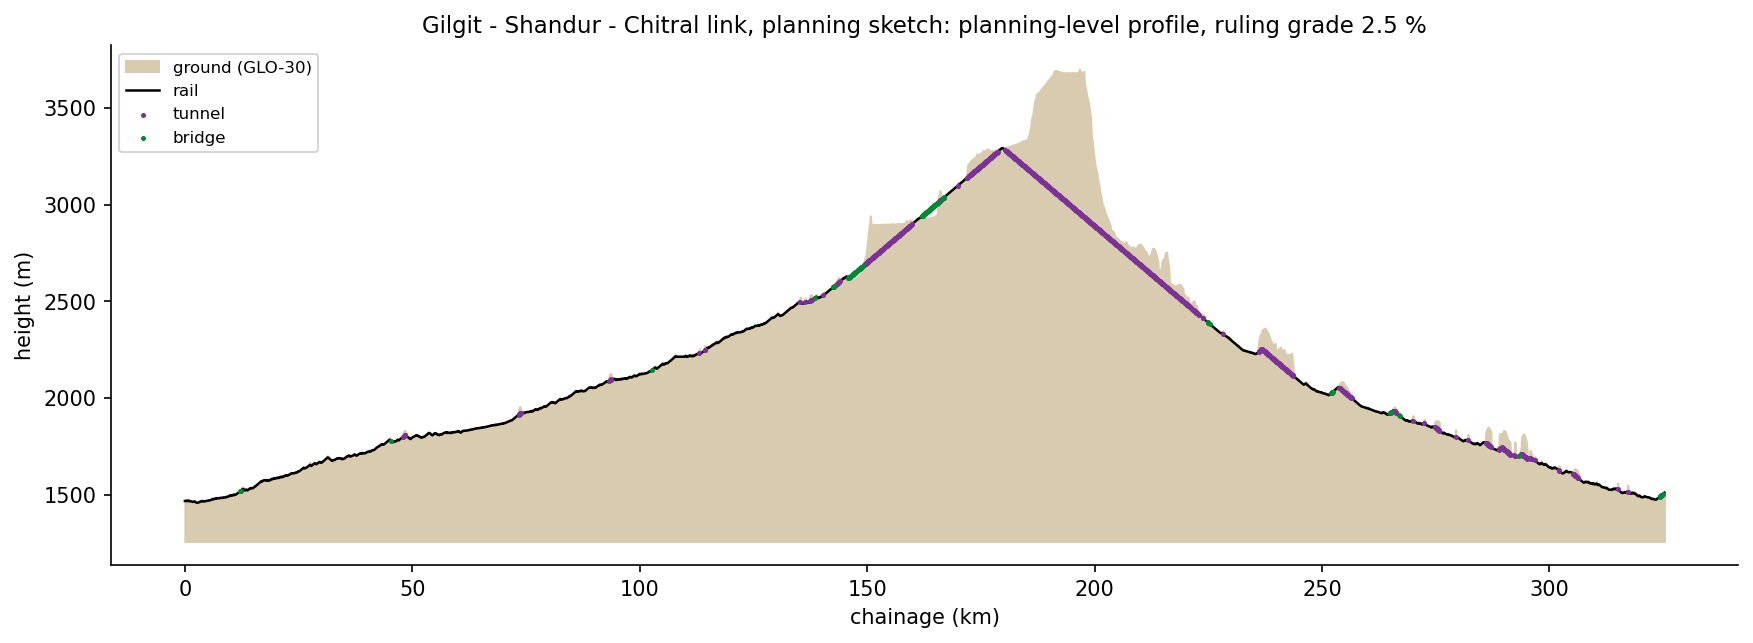 Gilgit - Shandur - Chitral link, planning sketch: planning-level profile, ruling grade 2.5 %
ground (GLO-30)
rail
tunnel
bridge
height (m)
3500
3000
2500
2000
1500
0
50
100
150
200
250
300
chainage (km)